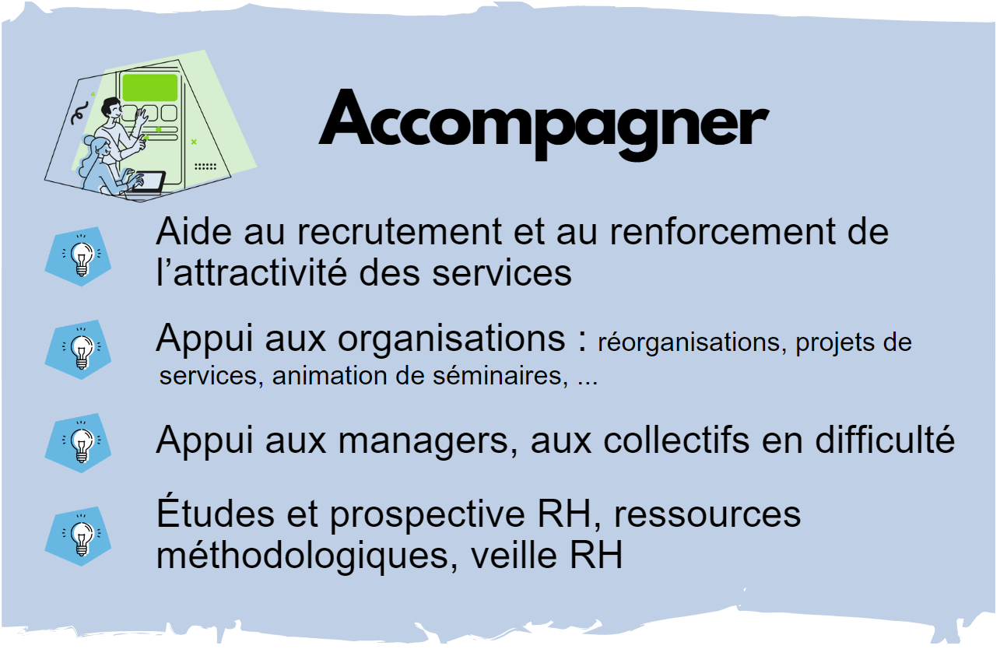 Accompagner
Aide au recrutement et au renforcement de
l’attractivité des services
Appui aux organisations : réorganisations, projets de
services, animation de séminaires, ...
Appui aux managers, aux collectifs en difficulté
Études et prospective RH, ressources
méthodologiques, veille RH